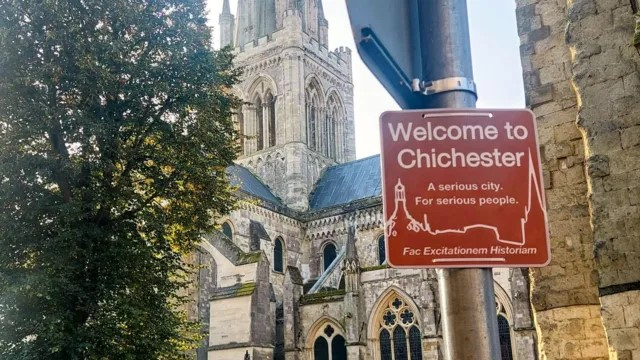 Welcome to
Chichester
A serious city.
For serious people.
Fac Excitationem Historiam